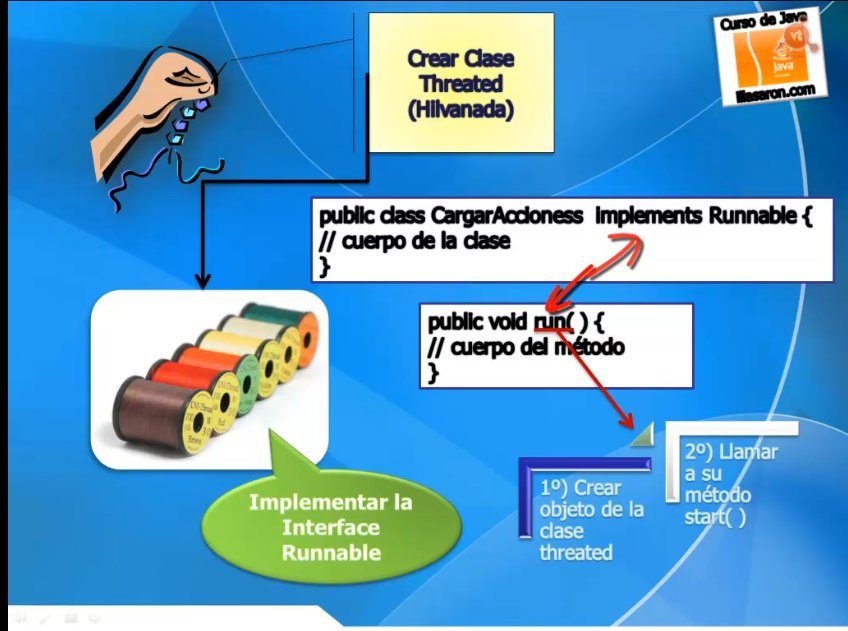 Crear Clase
Threated
(Hilvanada)
Curso de Java
java
illasaron.com
public class CargarAccioness implements Runnable {
// cuerpo de la clase
}
public void run( ) {
// cuerpo del método
}
Implementar la
Interface
Runnable
1º) Crear
objeto de la
clase
threated
2º) Llamar
a su
método
start( )